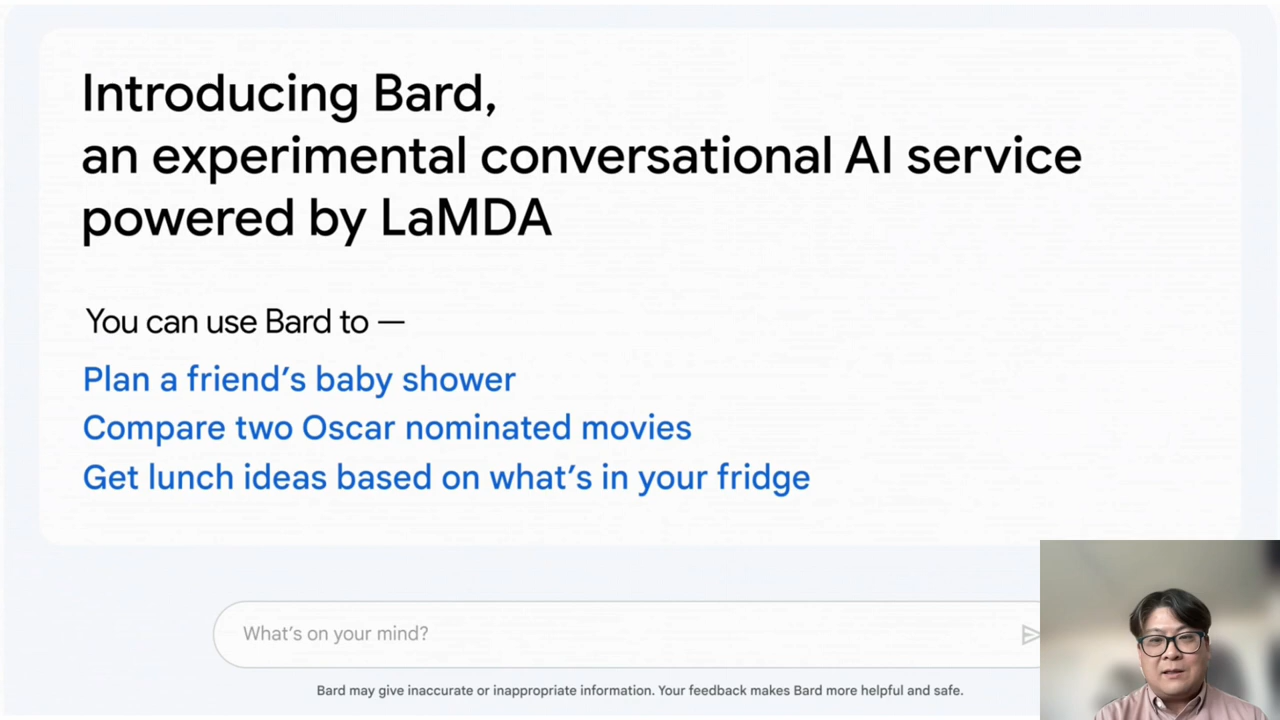 Introducing Bard,
an experimental conversational AI service
powered by LaMDA
You can use Bard to —
Plan a friend’s baby shower
Compare two Oscar nominated movies
Get lunch ideas based on what’s in your fridge
What’s on your mind?
Bard may give inaccurate or inappropriate information. Your feedback makes Bard more helpful and safe.